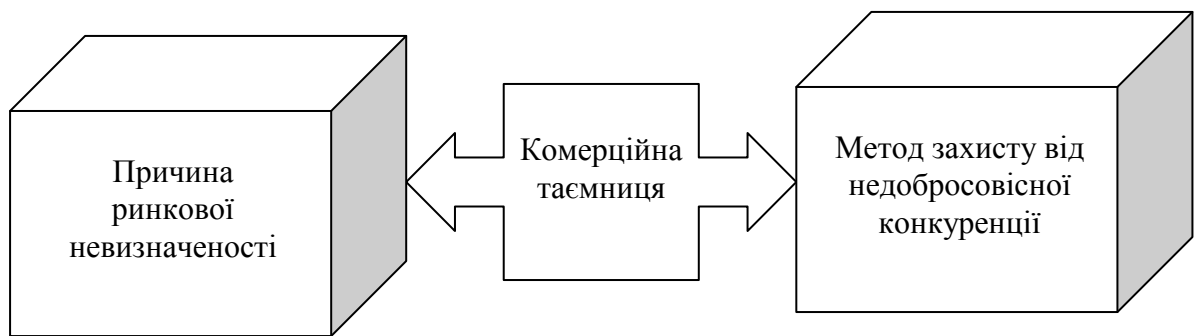 Причина
ринкової
невизначеності
Комерційна
таємниця
Метод захисту від
недобросовісної
конкуренції